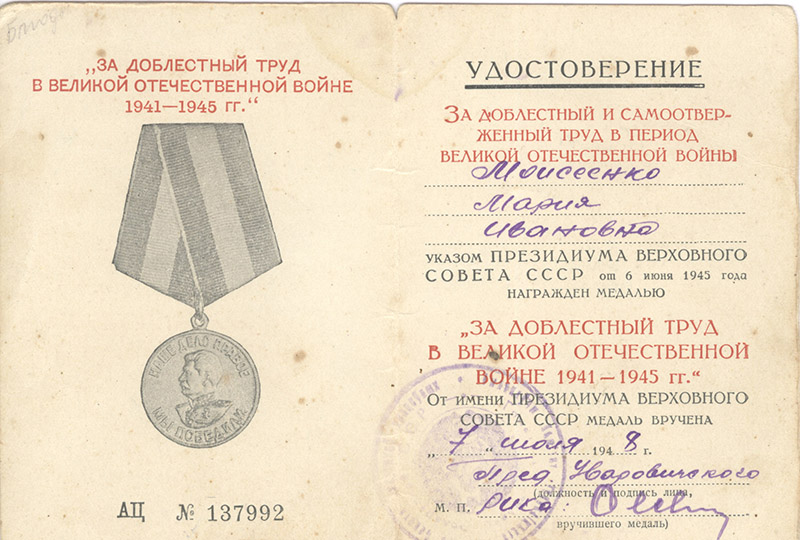 „ЗА ДОБЛЕСТНЫЙ ТРУД
В ВЕЛИКОЙ ОТЕЧЕСТВЕННОЙ ВОЙНЕ
1941—1945 гг.“
НАШЕ ДЕЛО ПРАВОЕ
МЫ ПОБЕДИЛИ
АЦ № 137992
УДОСТОВЕРЕНИЕ
ЗА ДОБЛЕСТНЫЙ И САМООТВЕР-
ЖЕННЫЙ ТРУД В ПЕРИОД
ВЕЛИКОЙ ОТЕЧЕСТВЕННОЙ ВОЙНЫ
Моисеенко
Мария
Ивановна
УКАЗОМ ПРЕЗИДИУМА ВЕРХОВНОГО
СОВЕТА СССР от 6 июня 1945 года
НАГРАЖДЕН МЕДАЛЬЮ
„ЗА ДОБЛЕСТНЫЙ ТРУД
В ВЕЛИКОЙ ОТЕЧЕСТВЕННОЙ
ВОЙНЕ 1941—1945 гг.“
От имени ПРЕЗИДИУМА ВЕРХОВНОГО
СОВЕТА СССР МЕДАЛЬ ВРУЧЕНА
„7“ июля 1948 г.
Пред Наровичского
(должность и подпись лица,
М. П. Рика
вручившего медаль)